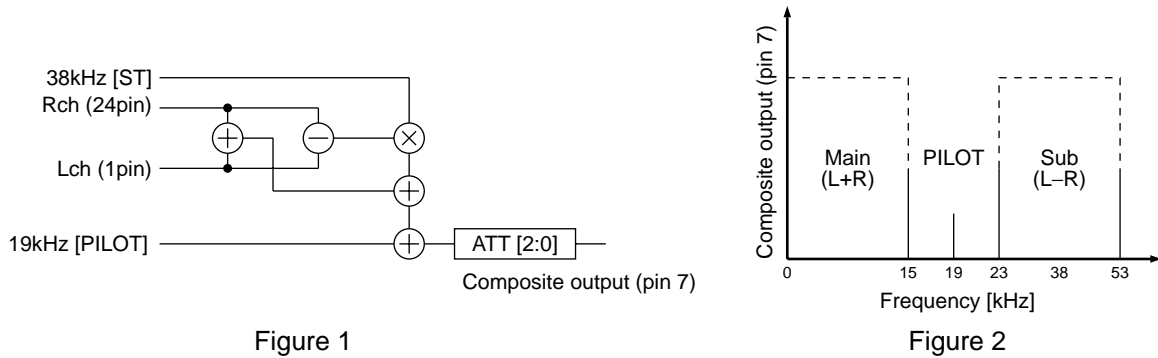 38kHz [ST]
Rch (24pin)
Lch (1pin)
19kHz [PILOT]
ATT [2:0]
Composite output (pin 7)
Figure 1
Composite output (pin 7)
Main
(L+R)
PILOT
Sub
(L−R)
0 15 19 23 38 53
Frequency [kHz]
Figure 2